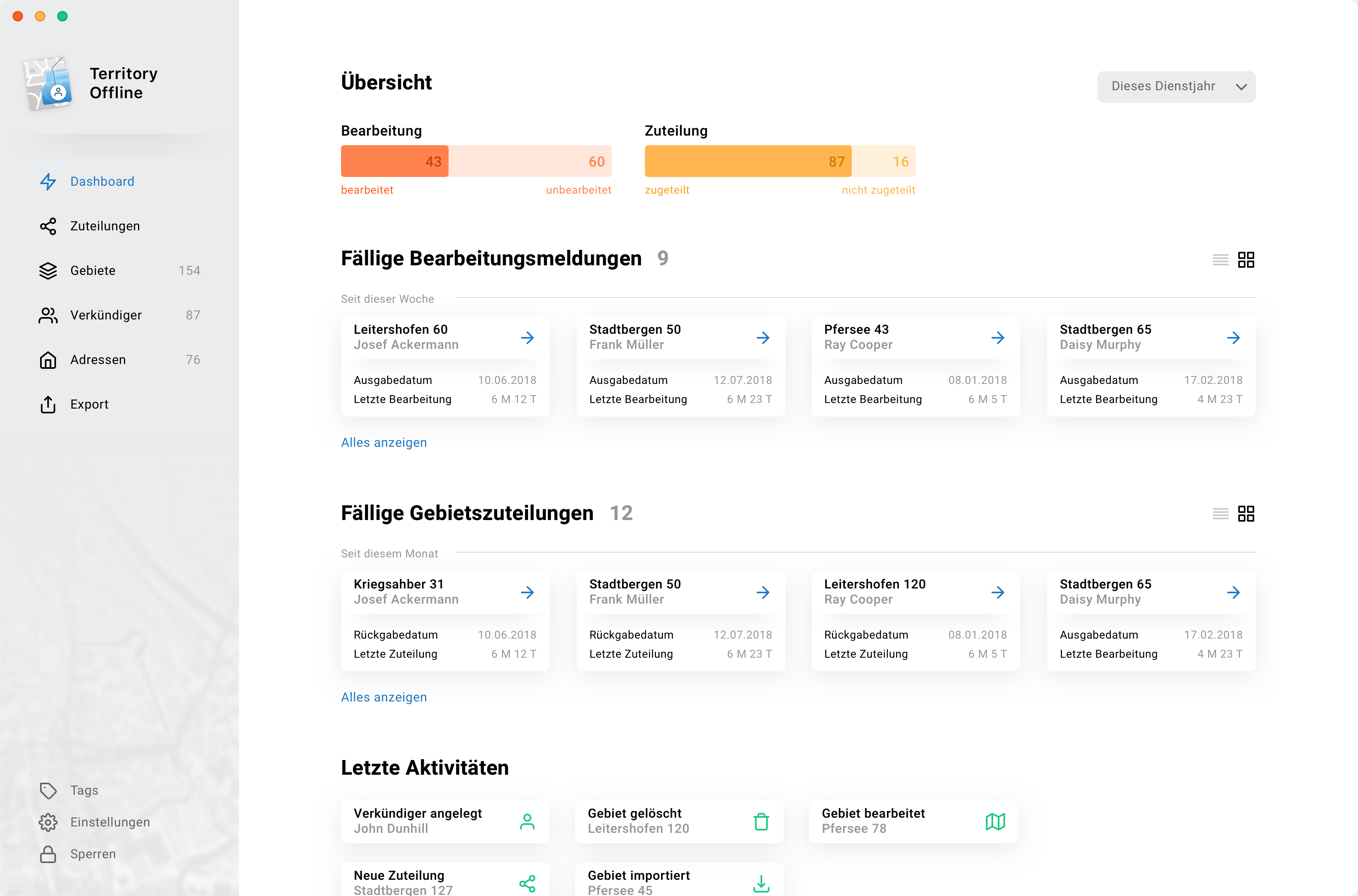 Territory
Offline
Dashboard
Zuteilungen
Gebiete 154
Verkündiger 87
Adressen 76
Export
Tags
Einstellungen
Sperren
Übersicht
Dieses Dienstjahr
Bearbeitung
43 60
bearbeitet unbearbeitet
Zuteilung
87 16
zugeteilt nicht zugeteilt
Fällige Bearbeitungsmeldungen 9
Seit dieser Woche
Leitershofen 60
Josef Ackermann
Ausgabedatum 10.06.2018
Letzte Bearbeitung 6 M 12 T
Stadtbergen 50
Frank Müller
Ausgabedatum 12.07.2018
Letzte Bearbeitung 6 M 23 T
Pfersee 43
Ray Cooper
Ausgabedatum 08.01.2018
Letzte Bearbeitung 6 M 5 T
Stadtbergen 65
Daisy Murphy
Ausgabedatum 17.02.2018
Letzte Bearbeitung 4 M 23 T
Alles anzeigen
Fällige Gebietszuteilungen 12
Seit diesem Monat
Kriegsahber 31
Josef Ackermann
Rückgabedatum 10.06.2018
Letzte Zuteilung 6 M 12 T
Stadtbergen 50
Frank Müller
Rückgabedatum 12.07.2018
Letzte Zuteilung 6 M 23 T
Leitershofen 120
Ray Cooper
Rückgabedatum 08.01.2018
Letzte Zuteilung 6 M 5 T
Stadtbergen 65
Daisy Murphy
Ausgabedatum 17.02.2018
Letzte Bearbeitung 4 M 23 T
Alles anzeigen
Letzte Aktivitäten
Verkündiger angelegt
John Dunhill
Gebiet gelöscht
Leitershofen 120
Gebiet bearbeitet
Pfersee 78
Neue Zuteilung
Stadtbergen 127
Gebiet importiert
Pfersee 45